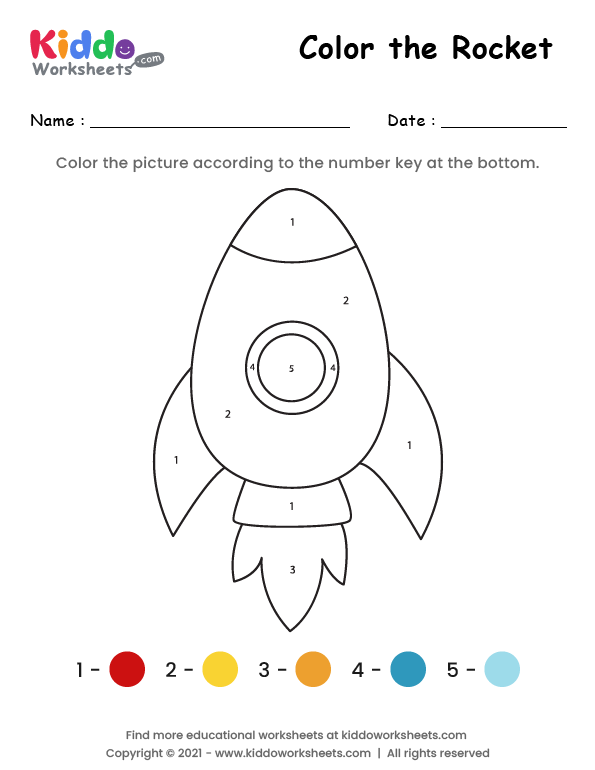 Kiddo
Worksheets
.com
Color the Rocket
Name : Date :
Color the picture according to the number key at the bottom.
1
2
4 5 4
2
1
1
1
3
1 - 2 - 3 - 4 - 5 -
Find more educational worksheets at kiddoworksheets.com
Copyright © 2021 - www.kiddoworksheets.com | All rights reserved